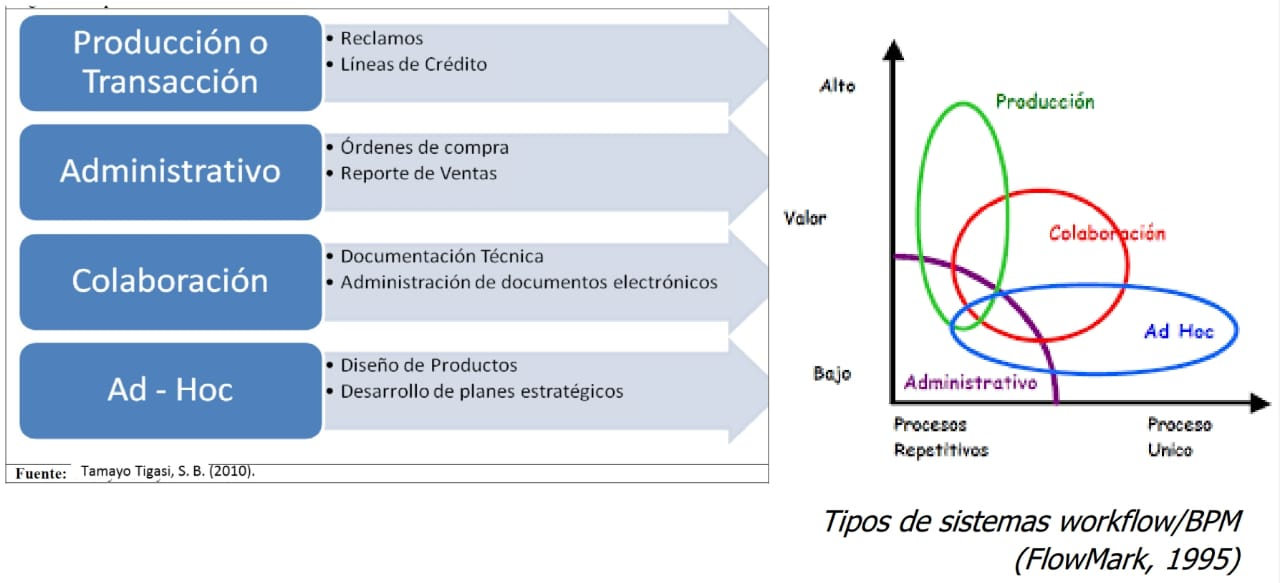 Producción o
Transacción
• Reclamos
• Líneas de Crédito
Administrativo
• Órdenes de compra
• Reporte de Ventas
Colaboración
• Documentación Técnica
• Administración de documentos electrónicos
Ad - Hoc
• Diseño de Productos
• Desarrollo de planes estratégicos
Fuente: Tamayo Tigasi, S. B. (2010).
Alto
Producción
Valor
Colaboración
Ad Hoc
Bajo
Administrativo
Procesos
Repetitivos
Proceso
Unico
Tipos de sistemas workflow/BPM
(FlowMark, 1995)